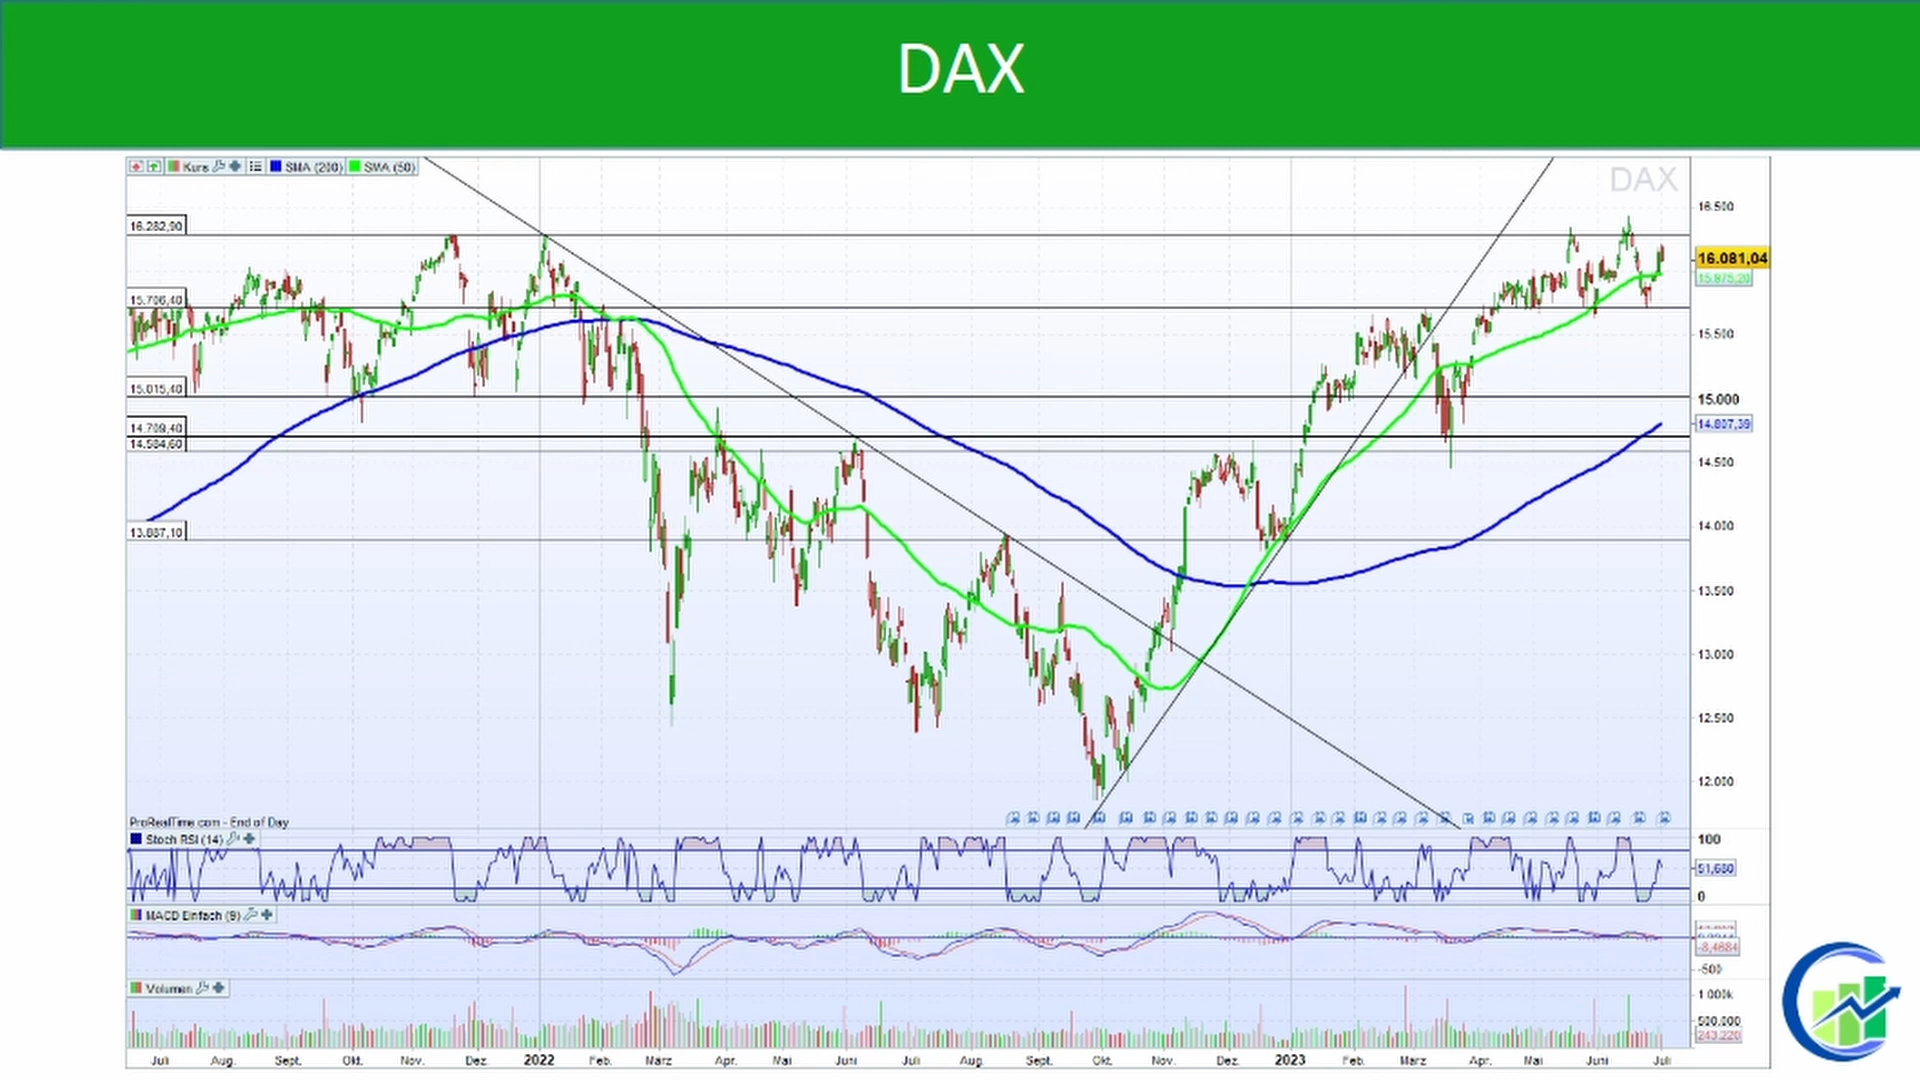 DAX
Kurs SMA (200) SMA (50)
DAX
16.282,90
15.706,40
15.015,40
14.709,40
14.584,60
13.887,10
16.500
16.081,04
15.975,20
15.500
15.000
14.807,39
14.500
14.000
13.500
13.000
12.500
12.000
ProRealTime.com - End of Day
Stoch RSI (14)
100
51,680
0
MACD Einfach (9)
-8,4684
-500
Volumen
1.000k
500.000
243.220
Juli Aug. Sept. Okt. Nov. Dez. 2022 Feb. März Apr. Mai Juni Juli Aug. Sept. Okt. Nov. Dez. 2023 Feb. März Apr. Mai Juni Juli